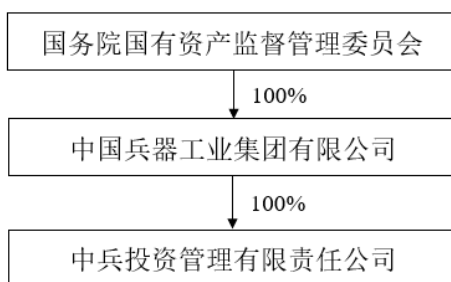 国务院国有资产监督管理委员会
100%
中国兵器工业集团有限公司
100%
中兵投资管理有限责任公司